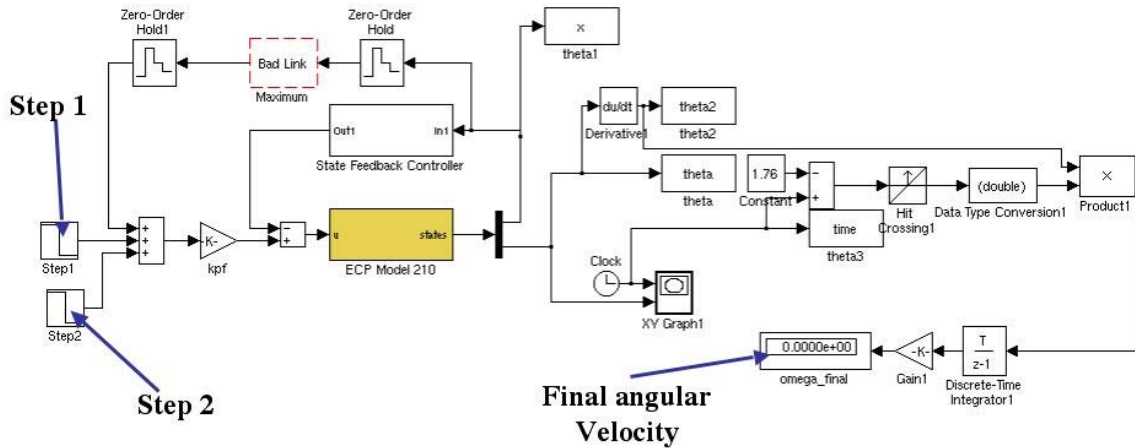 Zero-Order
Hold1
Zero-Order
Hold
Bad Link
Maximum
x
theta1
Step 1
Out1
In1
State Feedback Controller
du/dt
Derivative1
theta2
theta2
theta
theta
1.76
Constant
-
+
Hit
Crossing1
(double)
Data Type Conversion1
X
Product1
+
+
+
-K-
kpf
-
+
u
states
ECP Model 210
Step1
Step2
time
theta3
Clock
XY Graph1
0.0000e+00
omega_final
-K-
Gain1
T
z-1
Discrete-Time
Integrator1
Step 2
Final angular
Velocity